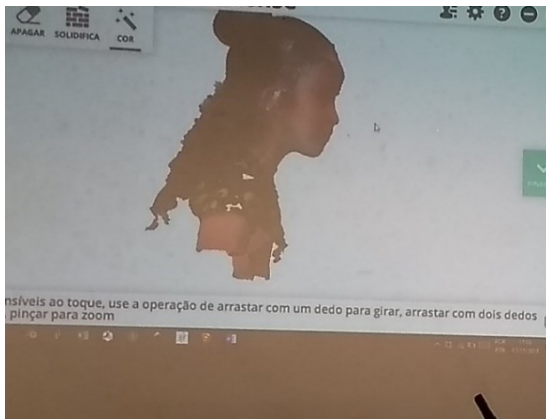 APAGAR SOLIDIFICA COR
nsíveis ao toque, use a operação de arrastar com um dedo para girar, arrastar com dois dedos
pinçar para zoom